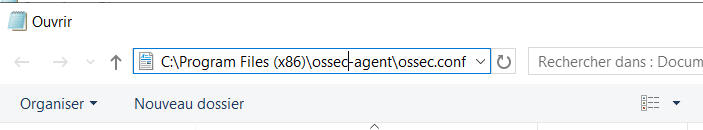 Ouvrir
C:\Program Files (x86)\ossec-agent\ossec.conf
Rechercher dans : Docum
Organiser
Nouveau dossier